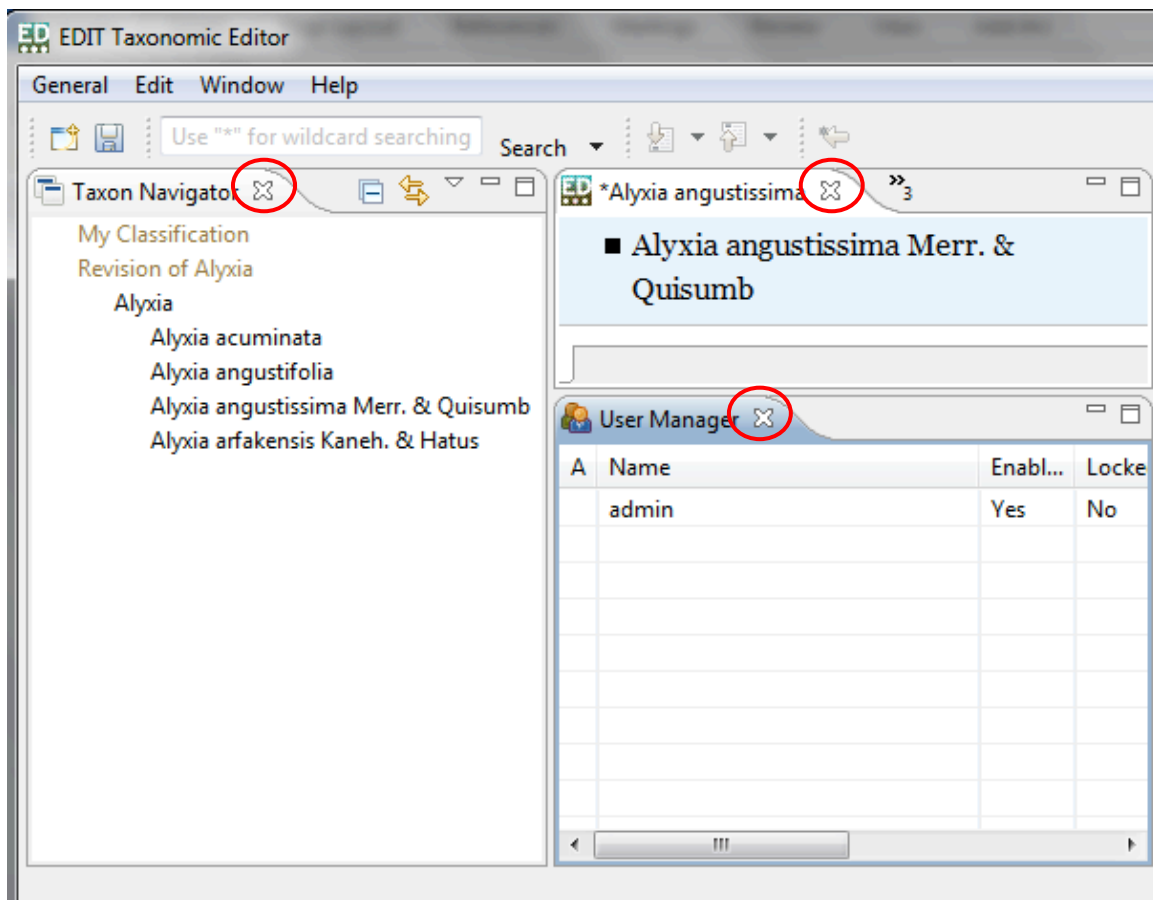 EDIT Taxonomic Editor
General Edit Window Help
Use "*" for wildcard searching Search
Taxon Navigator
My Classification
Revision of Alyxia
Alyxia
Alyxia acuminata
Alyxia angustifolia
Alyxia angustissima Merr. & Quisumb
Alyxia arfakensis Kaneh. & Hatus
ED *Alyxia angustissima »3
■ Alyxia angustissima Merr. &
Quisumb
User Manager
A Name Enabl... Locke
admin Yes No